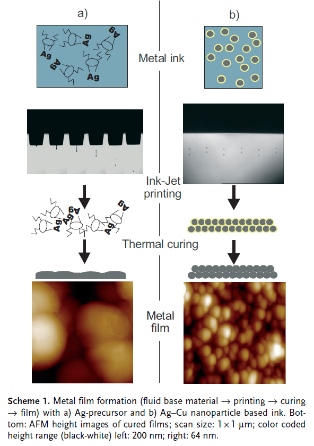 a)
b)
Ag
Ag
Ag
Ag
Ag
Metal ink
Ink-Jet
printing
Ag
Ag
Ag
Ag
Thermal curing
Metal
film
Scheme 1. Metal film formation (fluid base material → printing → curing
→ film) with a) Ag-precursor and b) Ag–Cu nanoparticle based ink. Bot-
tom: AFM height images of cured films; scan size: 1×1 μm; color coded
height range (black-white) left: 200 nm; right: 64 nm.